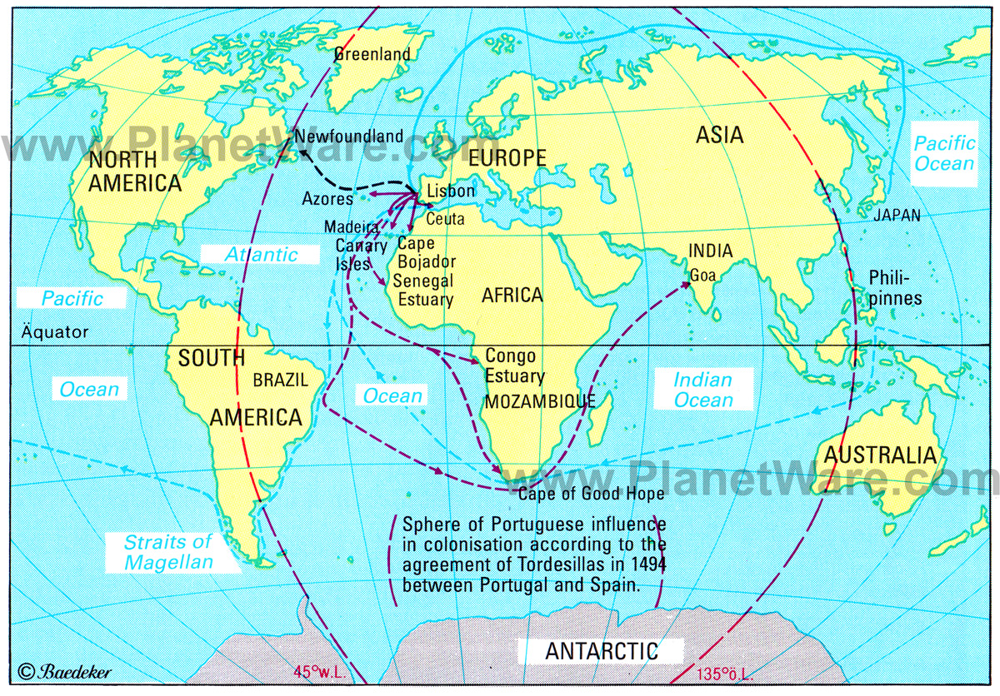 Greenland
www.PlanetWare.com
Newfoundland
NORTH
AMERICA
EUROPE
ASIA
Pacific
Ocean
Azores
Lisbon
Ceuta
JAPAN
Madeira
Canary
Isles
Cape
Bojador
Senegal
Estuary
Atlantic
INDIA
Goa
Phili-
pinnes
Pacific
AFRICA
Äquator
SOUTH
AMERICA
BRAZIL
Congo
Estuary
MOZAMBIQUE
Ocean
Ocean
Indian
Ocean
AUSTRALIA
www.PlanetWare.com
Cape of Good Hope
Straits of
Magellan
Sphere of Portuguese influence
in colonisation according to the
agreement of Tordesillas in 1494
between Portugal and Spain.
ANTARCTIC
© Baedeker
45°w.L.
135°ö.L.